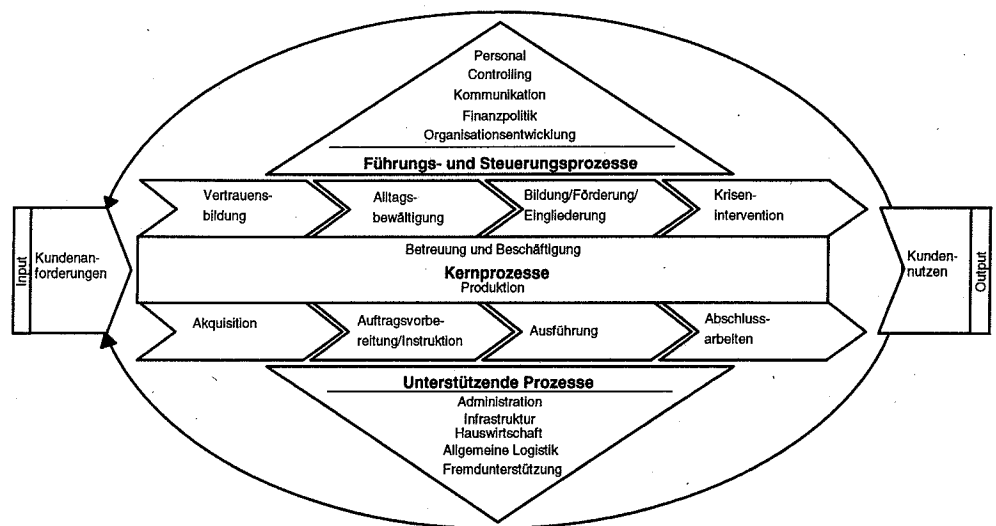 Personal
Controlling
Kommunikation
Finanzpolitik
Organisationsentwicklung
Führungs- und Steuerungsprozesse
Vertrauens-
bildung
Alltags-
bewältigung
Bildung/Förderung/
Eingliederung
Krisen-
intervention
Input
Kundenan-
forderungen
Betreuung und Beschäftigung
Kernprozesse
Produktion
Kunden-
nutzen
Output
Akquisition
Auftragsvorbe-
reitung/Instruktion
Ausführung
Abschluss-
arbeiten
Unterstützende Prozesse
Administration
Infrastruktur
Hauswirtschaft
Allgemeine Logistik
Fremdunterstützung